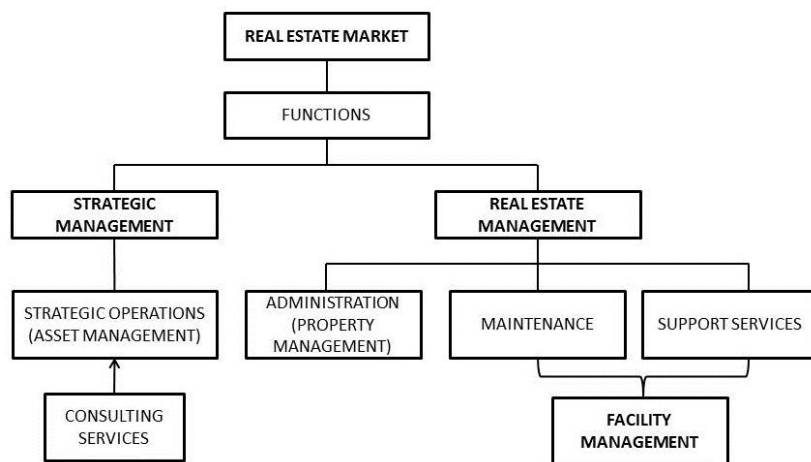 REAL ESTATE MARKET
FUNCTIONS
STRATEGIC
MANAGEMENT
REAL ESTATE
MANAGEMENT
STRATEGIC OPERATIONS
(ASSET MANAGEMENT)
ADMINISTRATION
(PROPERTY
MANAGEMENT)
MAINTENANCE
SUPPORT SERVICES
CONSULTING
SERVICES
FACILITY
MANAGEMENT